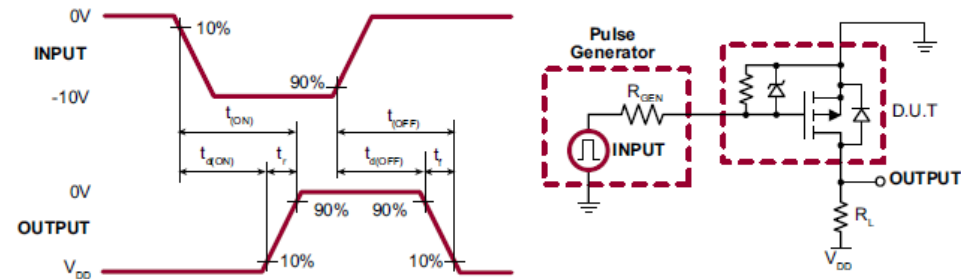 0V
10%
INPUT
90%
-10V
t(ON)
t(OFF)
td(ON)
tr
td(OFF)
tf
0V
90%
90%
OUTPUT
10%
10%
VDD
Pulse
Generator
RGEN
INPUT
D.U.T
OUTPUT
RL
VDD